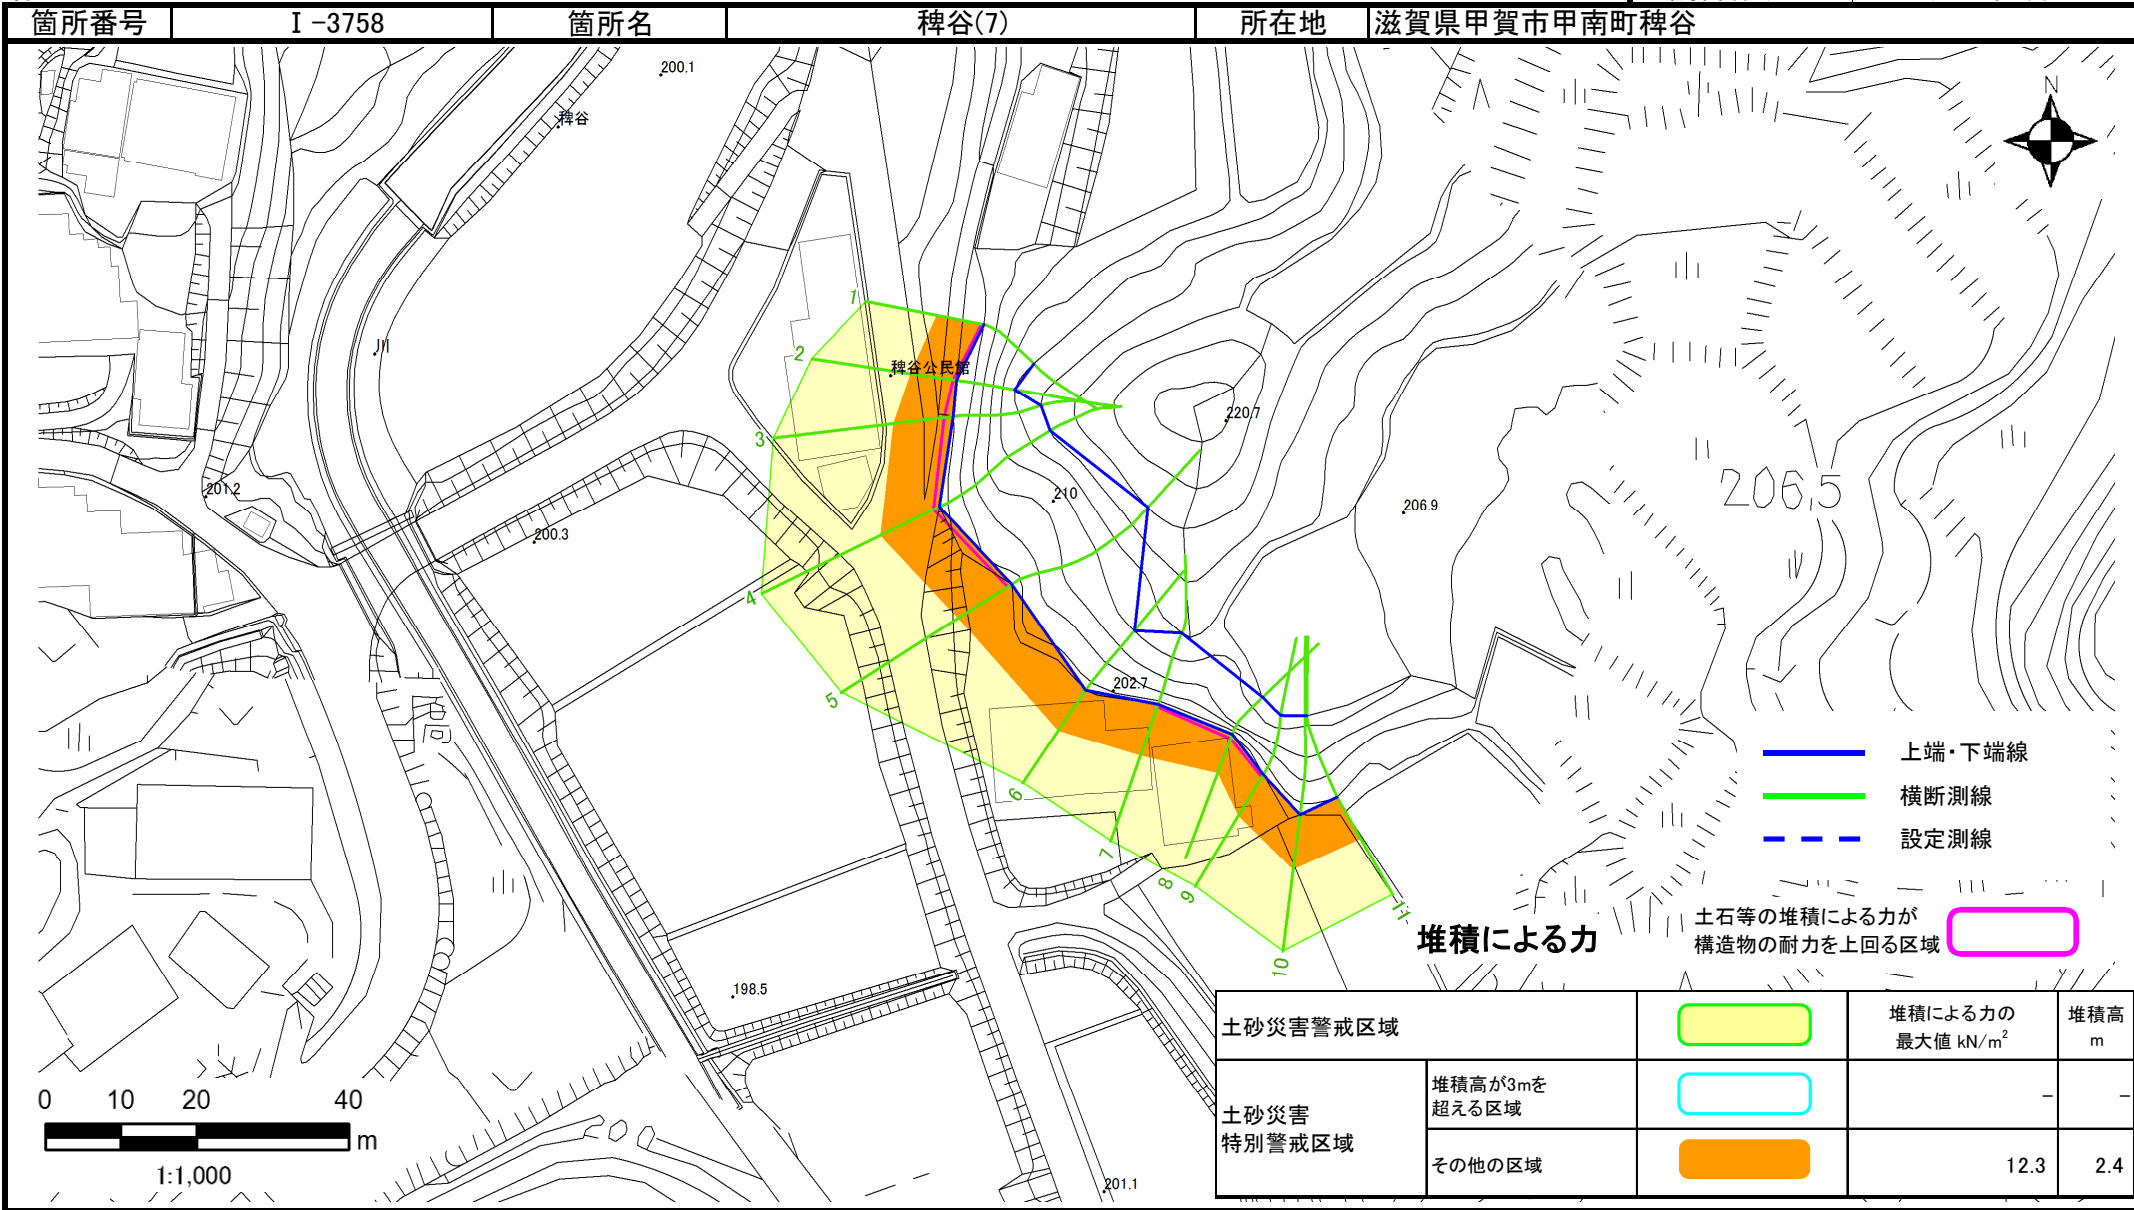 箇所番号 Ⅰ-3758 箇所名 稗谷(7) 所在地 滋賀県甲賀市甲南町稗谷
200.1
稗谷
N
1
川
2
稗谷公民館
220.7
3
201.2
210
206.9
206.5
200.3
4
202.7
5
上端・下端線
6
横断測線
設定測線
7
8
9
11
土石等の堆積による力が
構造物の耐力を上回る区域
堆積による力
10
198.5
土砂災害警戒区域
堆積による力の
最大値 kN/m²
堆積高
m
土砂災害
特別警戒区域
堆積高が3mを
超える区域
− −
その他の区域 12.3 2.4
0 10 20 40
m
1:1,000
201.1